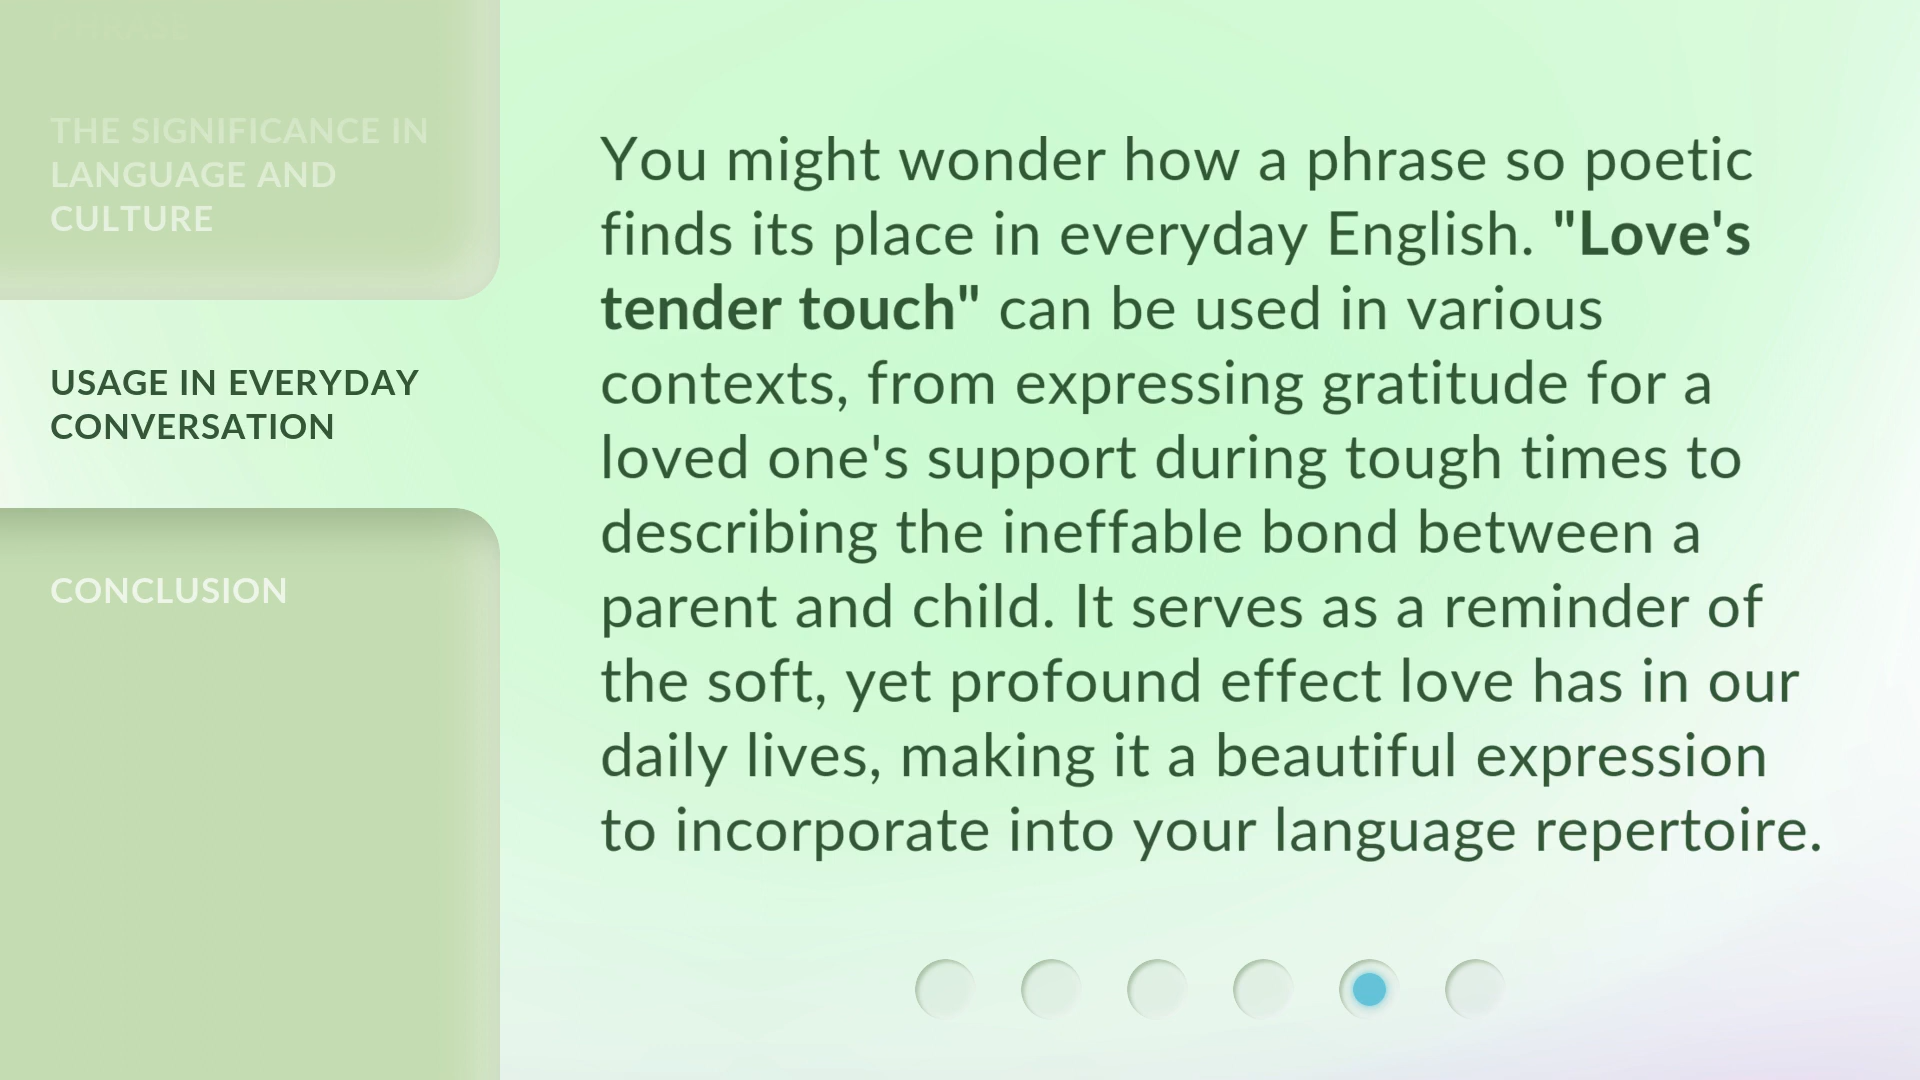 PHRASE
THE SIGNIFICANCE IN
LANGUAGE AND
CULTURE
USAGE IN EVERYDAY
CONVERSATION
CONCLUSION
You might wonder how a phrase so poetic
finds its place in everyday English. "Love's
tender touch" can be used in various
contexts, from expressing gratitude for a
loved one's support during tough times to
describing the ineffable bond between a
parent and child. It serves as a reminder of
the soft, yet profound effect love has in our
daily lives, making it a beautiful expression
to incorporate into your language repertoire.